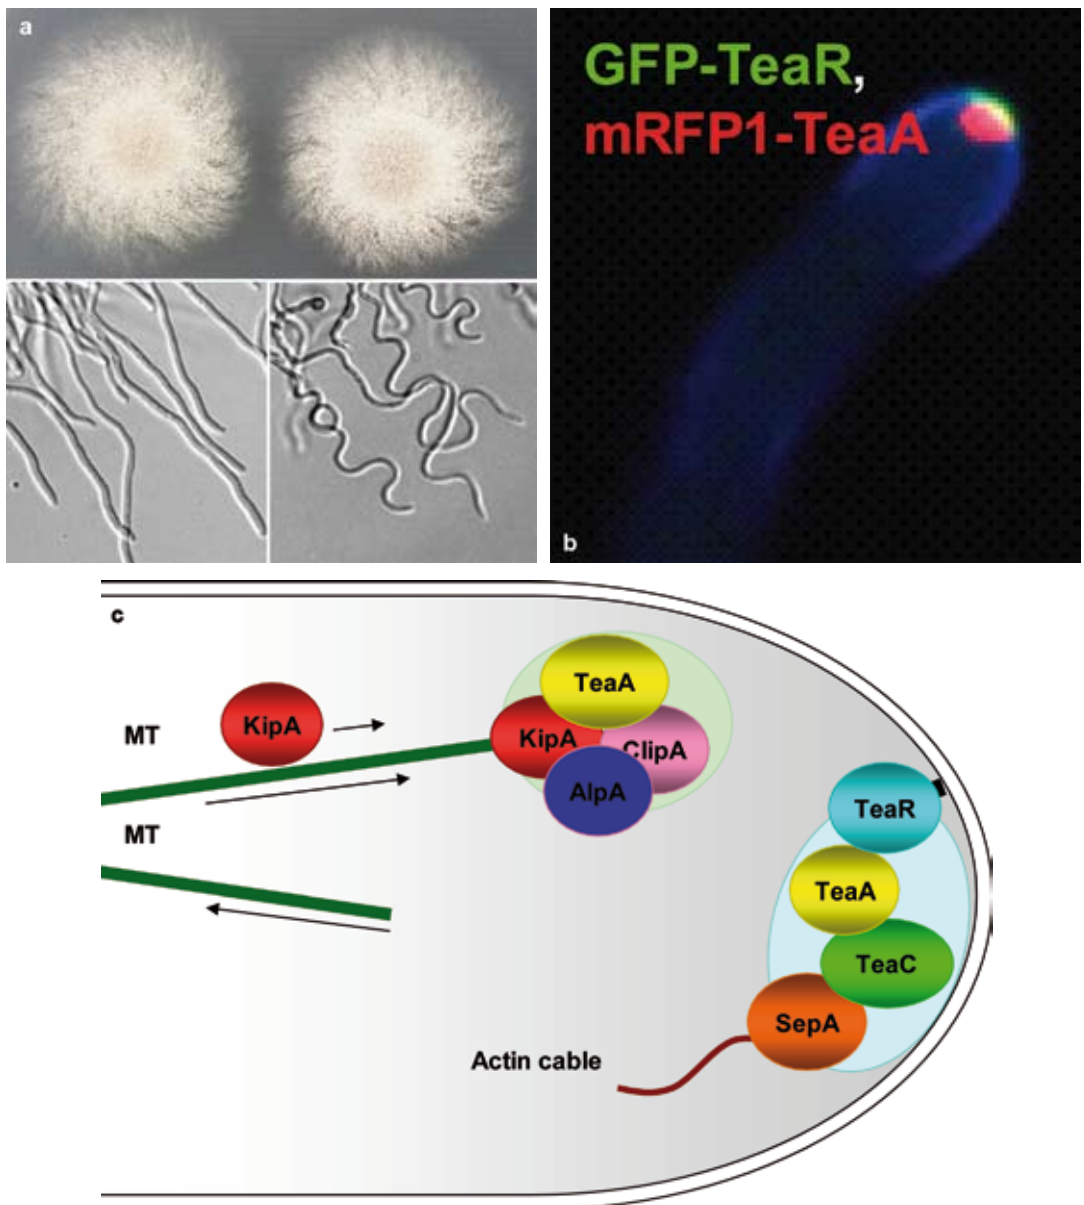 a
GFP-TeaR,
mRFP1-TeaA
b
c
TeaA
KipA
MT
KipA
ClipA
AlpA
TeaR
MT
TeaA
TeaC
SepA
Actin cable